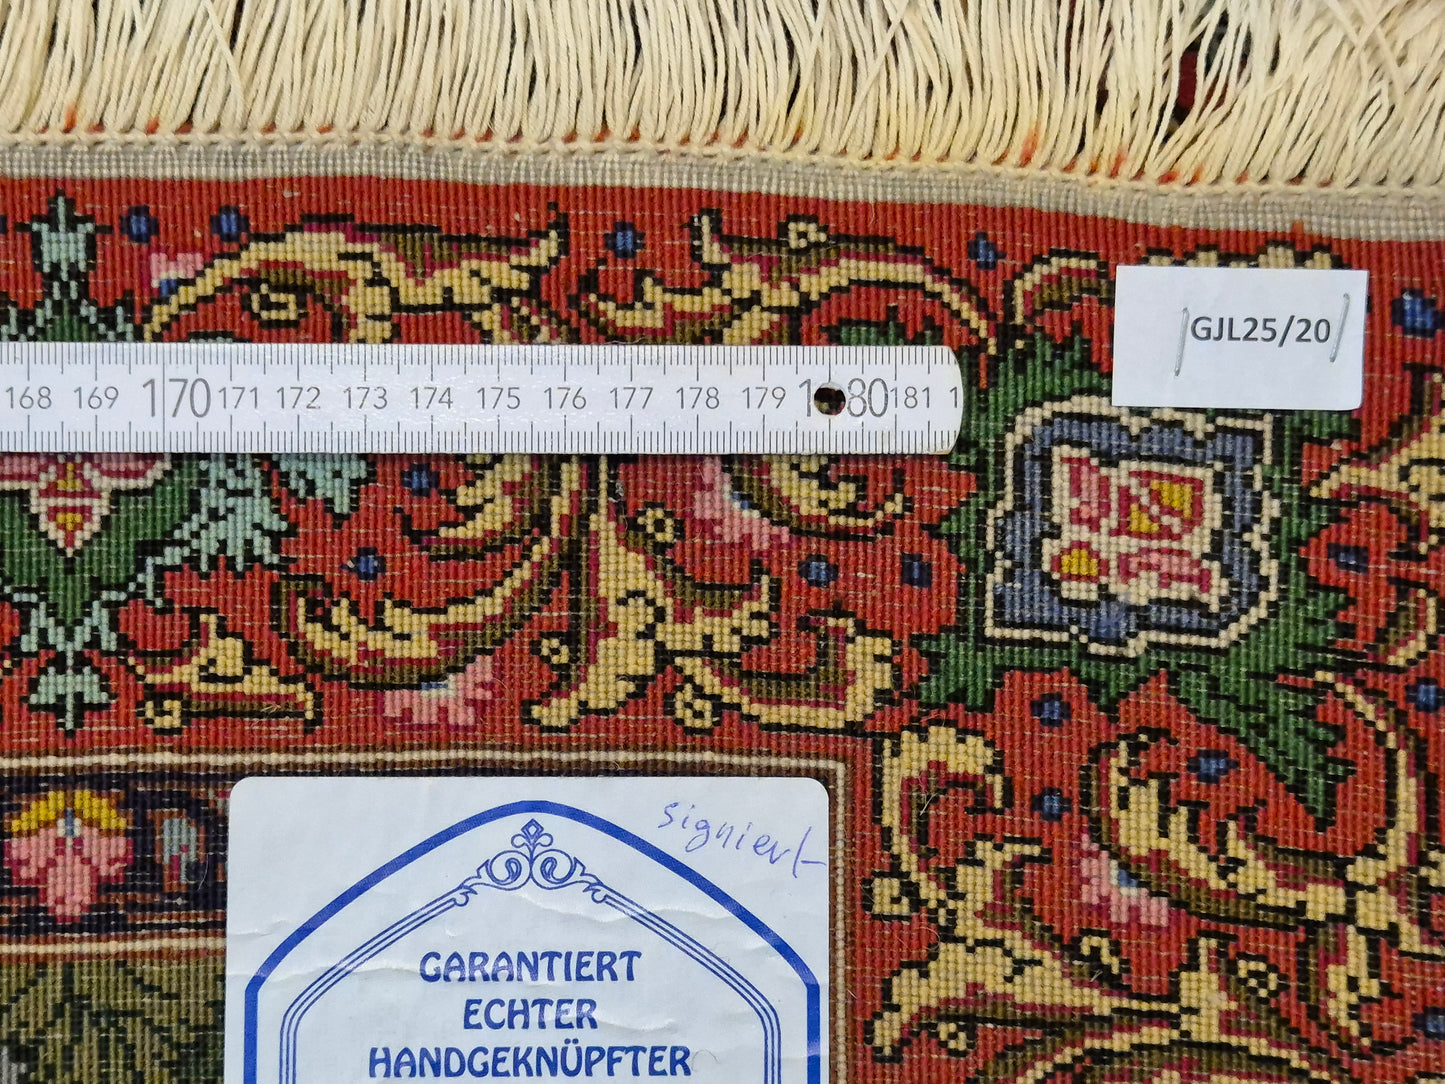 GJL25/20
168 169 170 171 172 173 174 175 176 177 178 179 180 181 1
signiert
GARANTIERT
ECHTER
HANDGEKNÜPFTER